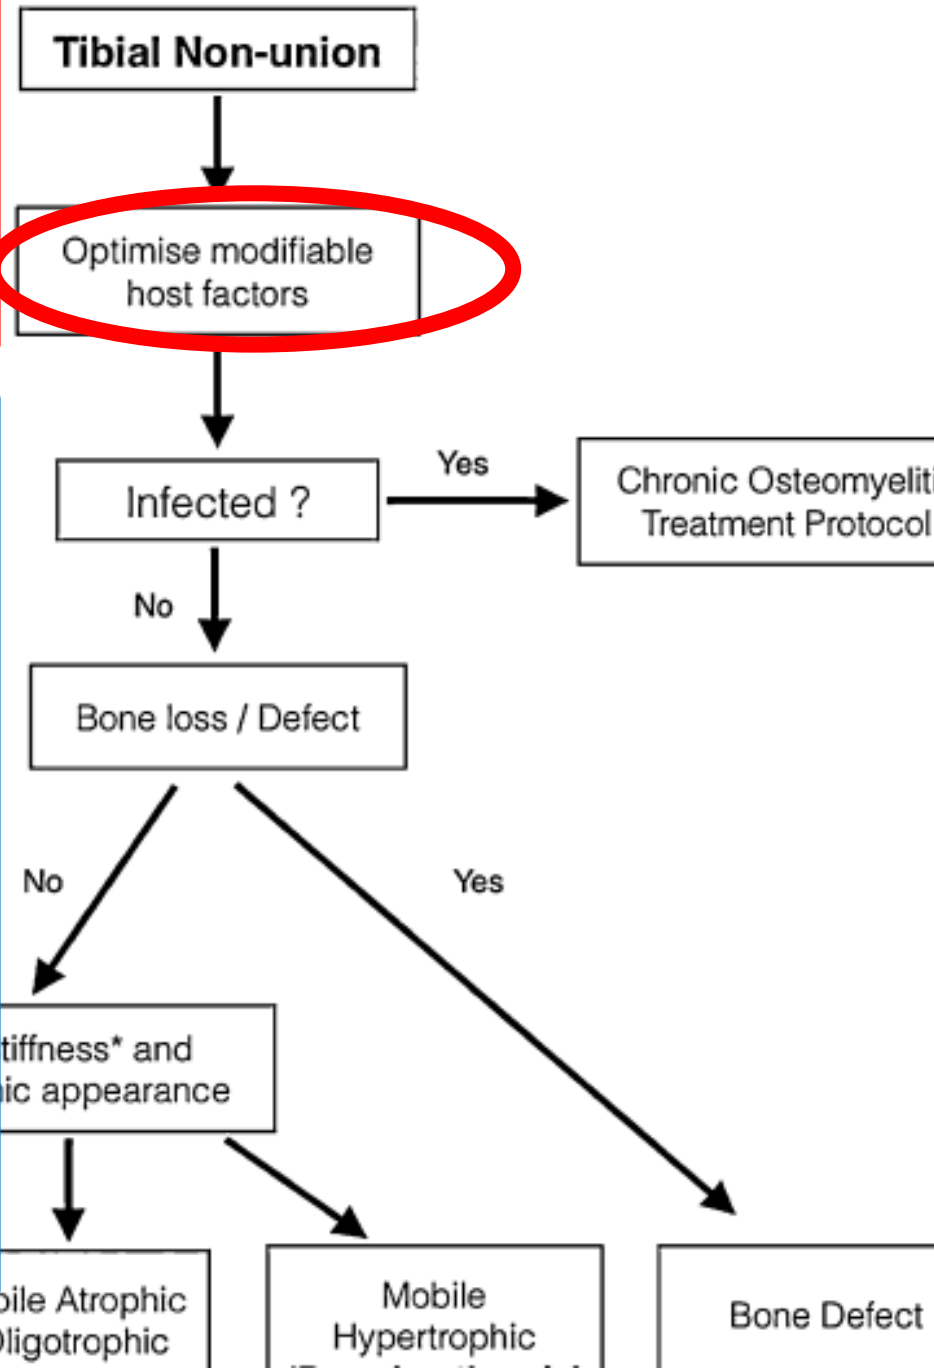 Tibial Non-union
Optimise modifiable
host factors
Infected ?
Yes
Chronic Osteomyeliti
Treatment Protocol
No
Bone loss / Defect
No
Yes
tiffness* and
ic appearance
Mobile
Hypertrophic
bile Atrophic
Oligotrophic
Bone Defect